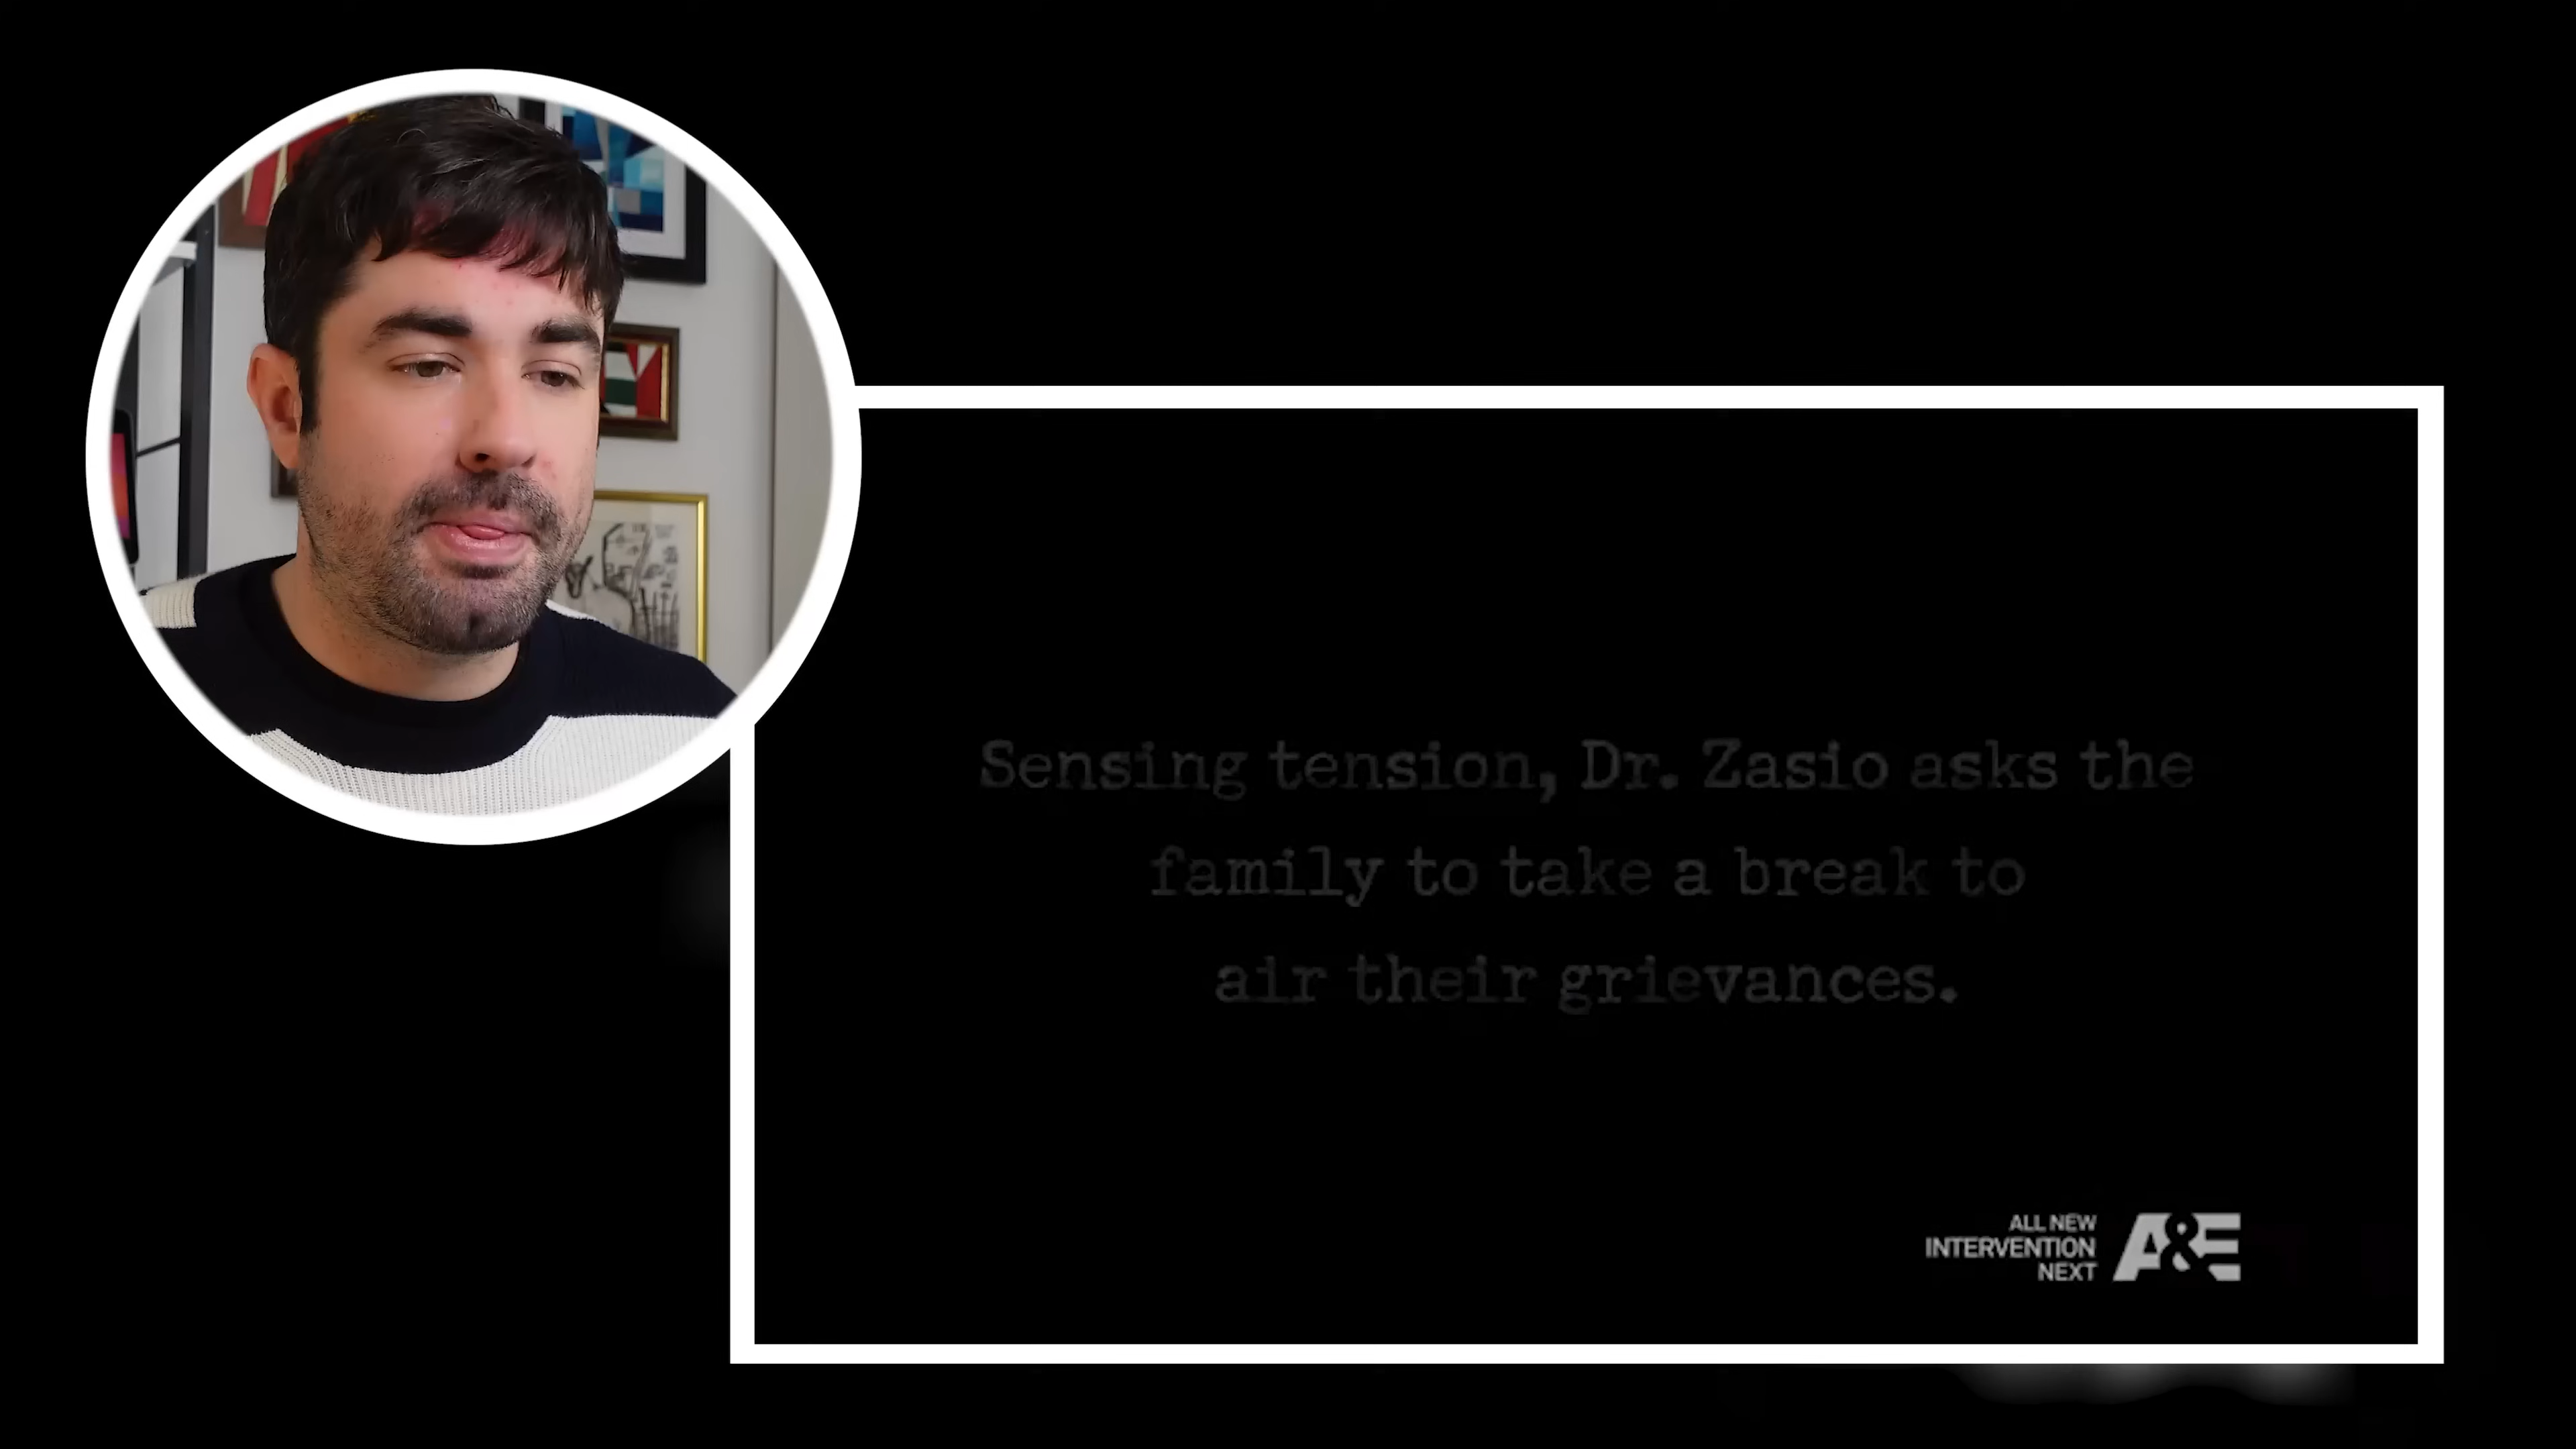 Sensing tension, Dr. Zasio asks the
family to take a break to
air their grievances.
ALL NEW
INTERVENTION
NEXT
A&E